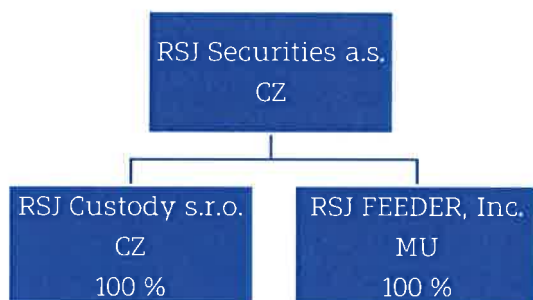 RSJ Securities a.s.
CZ
RSJ Custody s.r.o.
CZ
100 %
RSJ FEEDER, Inc.
MU
100 %